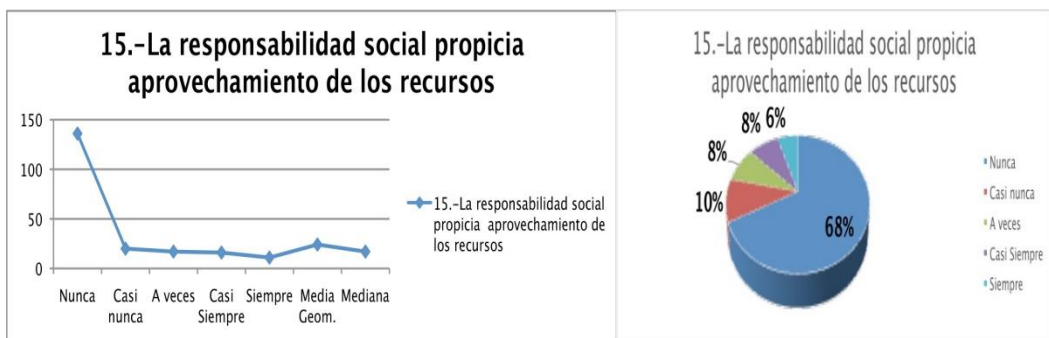 15.-La responsabilidad social propicia
aprovechamiento de los recursos
150
100
50
0
Nunca
Casi
nunca
A veces
Casi
Siempre
Siempre
Media
Geom.
Mediana
15.-La responsabilidad social
propicia aprovechamiento de
los recursos
15.-La responsabilidad social propicia
aprovechamiento de los recursos
8%
6%
8%
10%
68%
Nunca
Casi nunca
A veces
Casi Siempre
Siempre